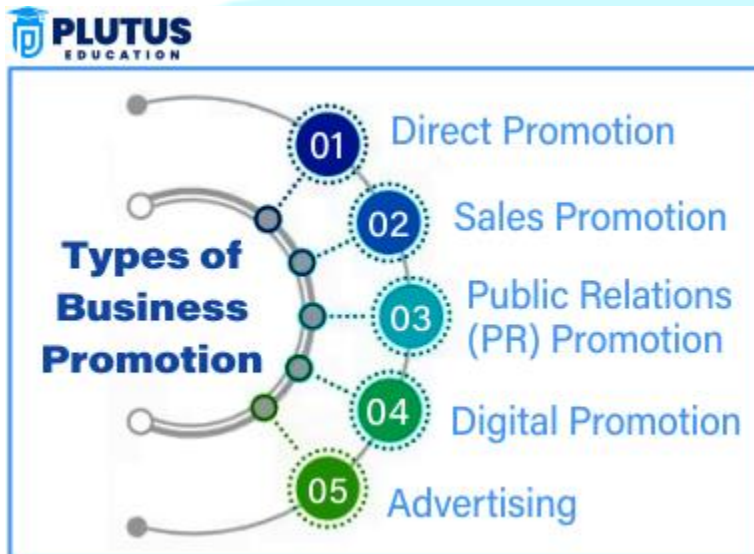 PLUTUS
EDUCATION
Types of
Business
Promotion
01
Direct Promotion
02
Sales Promotion
03
Public Relations
(PR) Promotion
04
Digital Promotion
05
Advertising